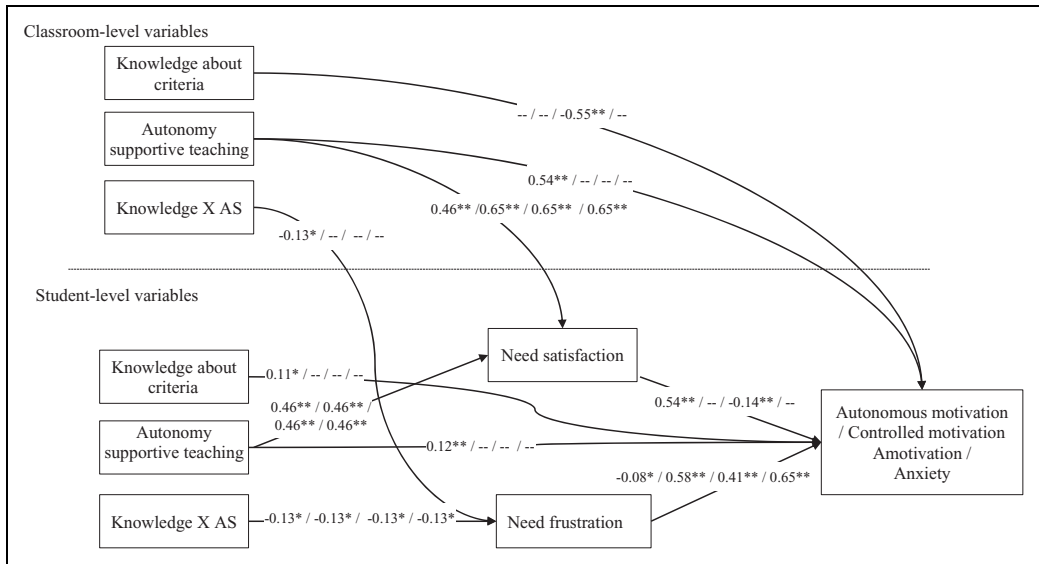 Classroom-level variables
Knowledge about
criteria
-- / -- / -0.55** / --
Autonomy
supportive teaching
0.54** / -- / -- / --
0.46** /0.65** / 0.65** / 0.65**
Knowledge X AS
-0.13* / -- / -- / --
Student-level variables
Need satisfaction
Knowledge about
criteria
0.11* / -- / -- / --
0.46** / 0.46** /
0.46** / 0.46**
0.54** / -- / -0.14** / --
Autonomous motivation
/ Controlled motivation
Amotivation /
Anxiety
Autonomy
supportive teaching
0.12** / -- / -- / --
-0.08* / 0.58** / 0.41** / 0.65**
Knowledge X AS
-0.13* / -0.13* / -0.13* / -0.13*
Need frustration